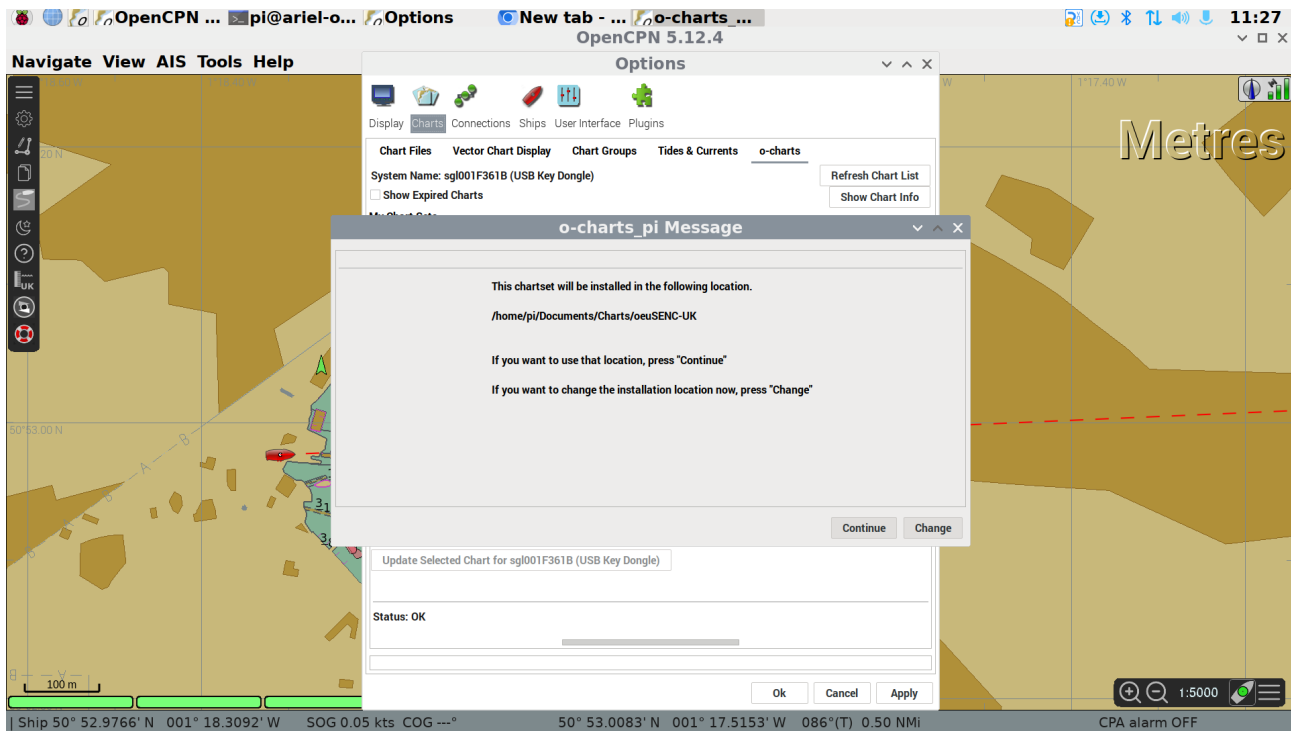 OpenCPN ... pi@ariel-o... Options New tab - ... o-charts_... 11:27
OpenCPN 5.12.4
Navigate View AIS Tools Help
Options
Display Charts Connections Ships User Interface Plugins
Chart Files Vector Chart Display Chart Groups Tides & Currents o-charts
System Name: sgl001F361B (USB Key Dongle)
Refresh Chart List
Show Expired Charts
Show Chart Info
My Chart Sets
1°17.40 W
W
Metres
20 N
UK
o-charts_pi Message
This chartset will be installed in the following location.
/home/pi/Documents/Charts/oeuSENC-UK
If you want to use that location, press "Continue"
If you want to change the installation location now, press "Change"
Continue Change
50°53.00 N
B
A
B
A
B
3₁
3
Update Selected Chart for sgl001F361B (USB Key Dongle)
Status: OK
B
A
B
100 m
Ok Cancel Apply
1:5000
| Ship 50° 52.9766' N 001° 18.3092' W SOG 0.05 kts COG ---° 50° 53.0083' N 001° 17.5153' W 086°(T) 0.50 NMi CPA alarm OFF